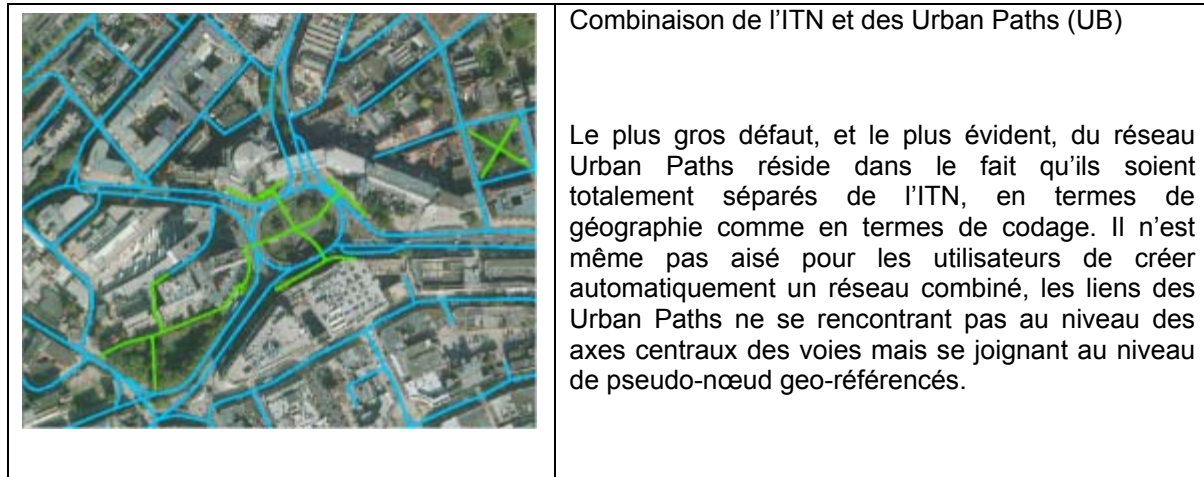 Combinaison de l'ITN et des Urban Paths (UB)
Le plus gros défaut, et le plus évident, du réseau
Urban Paths réside dans le fait qu'ils soient
totalement séparés de l'ITN, en termes de
géographie comme en termes de codage. Il n'est
même pas aisé pour les utilisateurs de créer
automatiquement un réseau combiné, les liens des
Urban Paths ne se rencontrant pas au niveau des
axes centraux des voies mais se joignant au niveau
de pseudo-nœud geo-référencés.